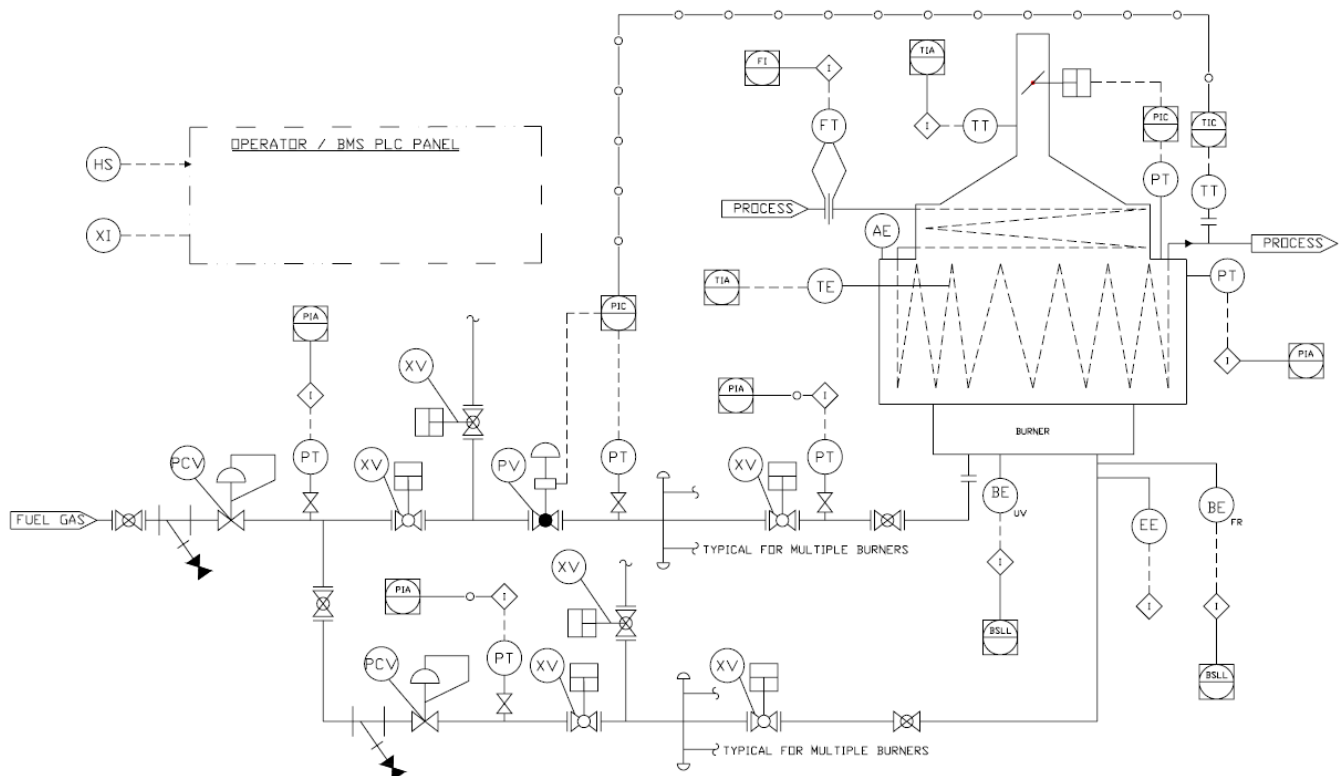 FI
TIA
OPERATOR / BMS PLC PANEL
HS
XI
FT
TT
PIC
TIC
PT
TT
PROCESS
AE
PROCESS
TIA
TE
PT
PIA
PIC
XV
PIA
PIA
BURNER
PCV
PT
XV
PV
PT
XV
PT
BE
UV
BE
FR
EE
FUEL GAS
TYPICAL FOR MULTIPLE BURNERS
I
I
I
I
I
I
I
I
XV
PIA
I
BSLL
BSLL
PCV
PT
XV
XV
TYPICAL FOR MULTIPLE BURNERS